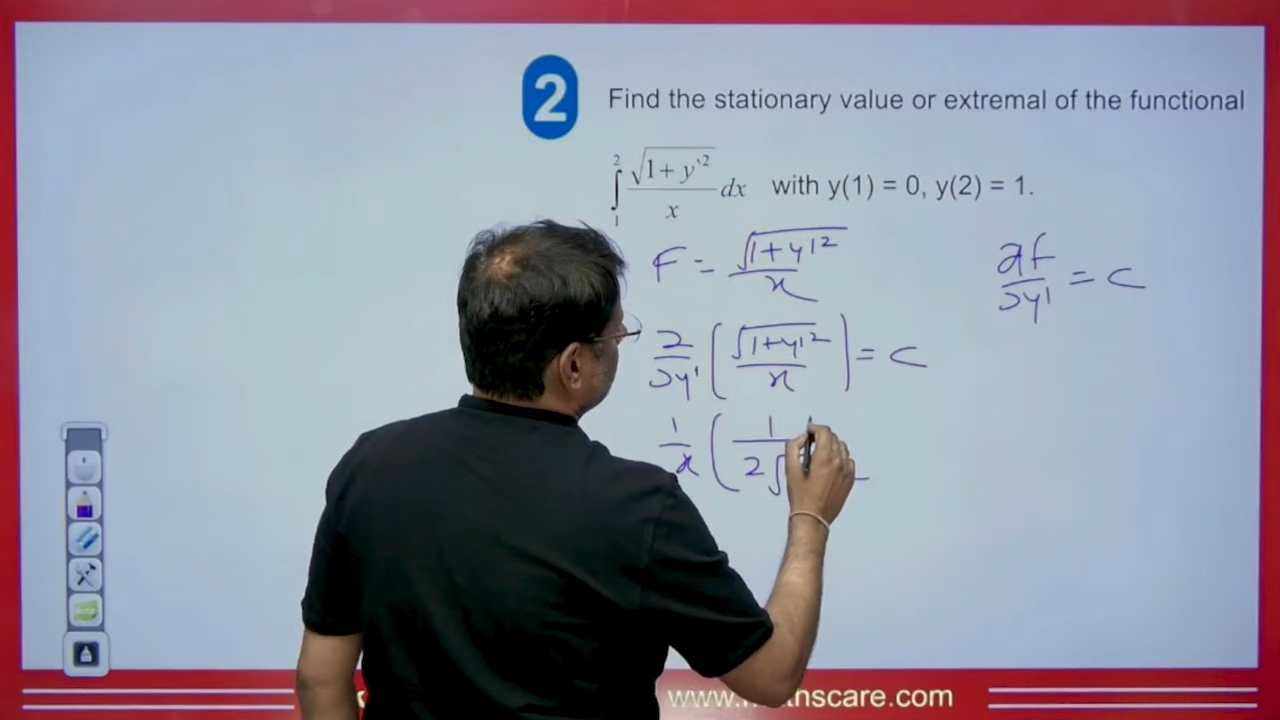 2 Find the stationary value or extremal of the functional
∫₁² √(1 + y'²)/x dx with y(1) = 0, y(2) = 1.
F = √(1+y'²)/x
∂f/∂y' = c
∂/∂y' (√(1+y'²)/x) = c
1/x ( 1/2√
www.m thscare.com